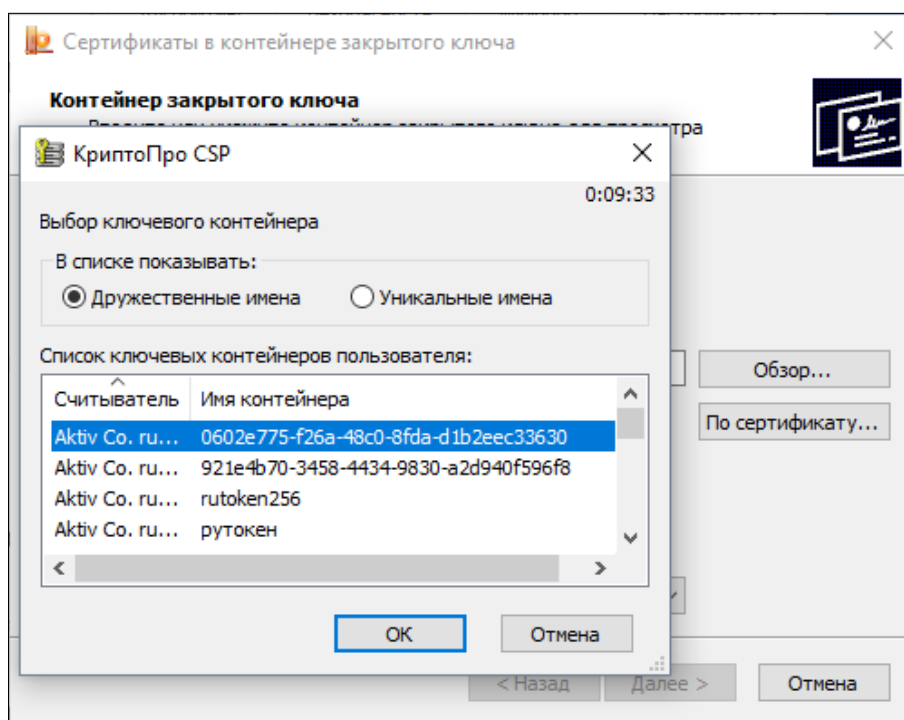 Сертификаты в контейнере закрытого ключа
Контейнер закрытого ключа
тра
КриптоПро CSP
0:09:33
Выбор ключевого контейнера
В списке показывать:
Дружественные имена
Уникальные имена
Список ключевых контейнеров пользователя:
Считыватель Имя контейнера
Aktiv Co. ru... 0602e775-f26a-48c0-8fda-d1b2eec33630
Aktiv Co. ru... 921e4b70-3458-4434-9830-a2d940f596f8
Aktiv Co. ru... rutoken256
Aktiv Co. ru... рутокен
OK
Отмена
Обзор...
По сертификату...
< Назад
Далее >
Отмена